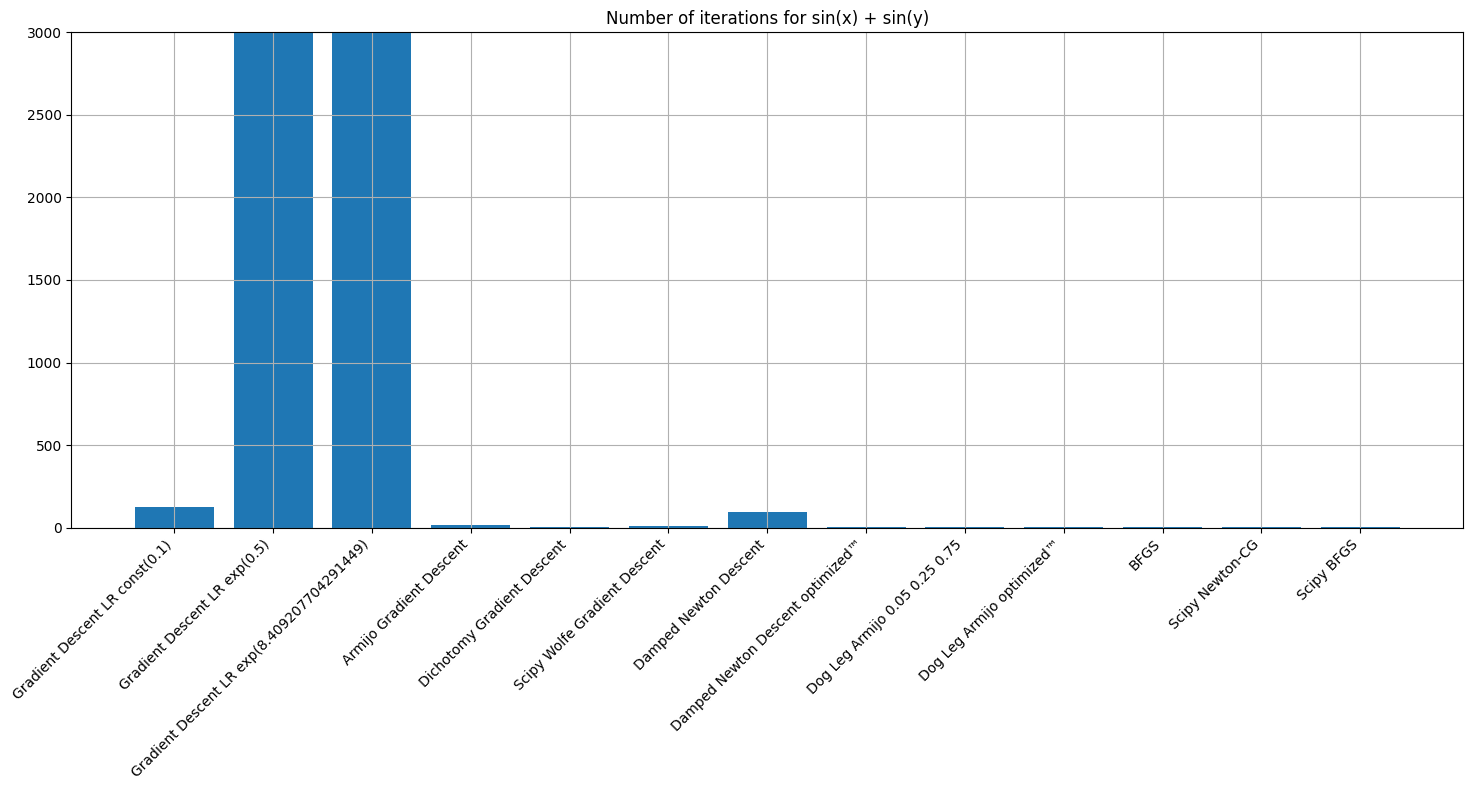 Number of iterations for sin(x) + sin(y)
3000
2500
2000
1500
1000
500
0
Gradient Descent LR const(0.1)
Gradient Descent LR exp(0.5)
Gradient Descent LR exp(8.409207704291449)
Armijo Gradient Descent
Dichotomy Gradient Descent
Scipy Wolfe Gradient Descent
Damped Newton Descent
Damped Newton Descent optimized™
Dog Leg Armijo 0.05 0.25 0.75
Dog Leg Armijo optimized™
BFGS
Scipy Newton-CG
Scipy BFGS